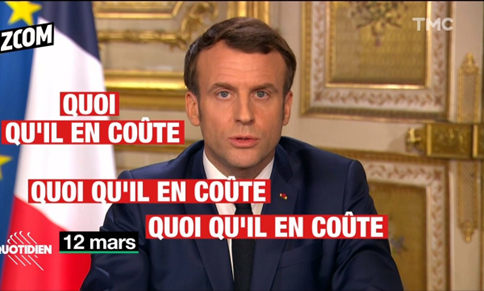 ZCOM
TMC
QUOI
QU'IL EN COÛTE
QUOI QU'IL EN COÛTE
QUOI QU'IL EN COÛTE
QUOTIDIEN
12 mars